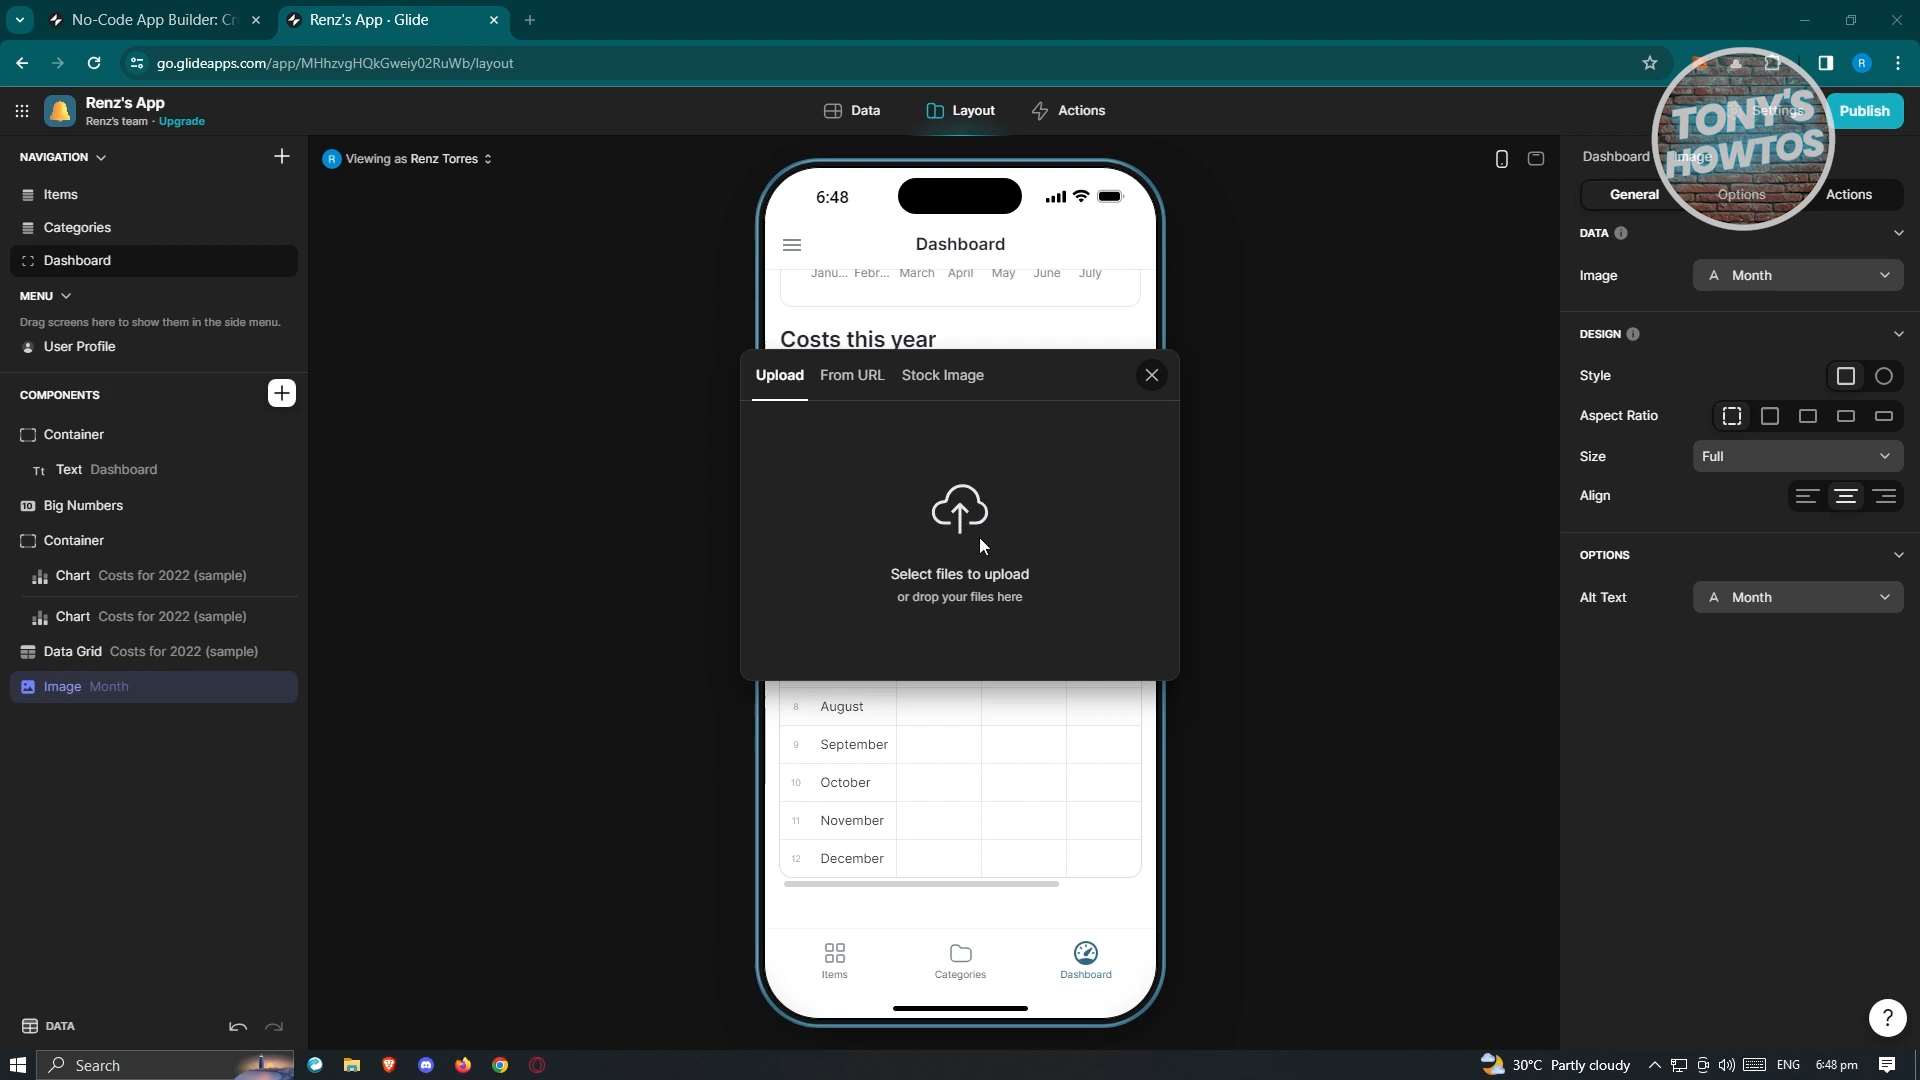 No-Code App Builder: Cr
Renz's App · Glide
go.glideapps.com/app/MHhzvgHQkGweiy02RuWb/layout
R
Renz's App
Renz's team · Upgrade
Data
Layout
Actions
Settings
Publish
TONY'S
HOWTOS
NAVIGATION
Items
Categories
Dashboard
MENU
Drag screens here to show them in the side menu.
User Profile
COMPONENTS
Container
Tt Text Dashboard
10 Big Numbers
Container
Chart Costs for 2022 (sample)
Chart Costs for 2022 (sample)
Data Grid Costs for 2022 (sample)
Image Month
DATA
R Viewing as Renz Torres
6:48
Dashboard
Janu... Febr... March April May June July
Costs this year
Upload From URL Stock Image
Select files to upload
or drop your files here
8 August
9 September
10 October
11 November
12 December
Items
Categories
Dashboard
Dashboard
Image
General
Options
Actions
DATA
Image
A Month
DESIGN
Style
Aspect Ratio
Size
Full
Align
OPTIONS
Alt Text
A Month
?
Search
30°C Partly cloudy
ENG
6:48 pm